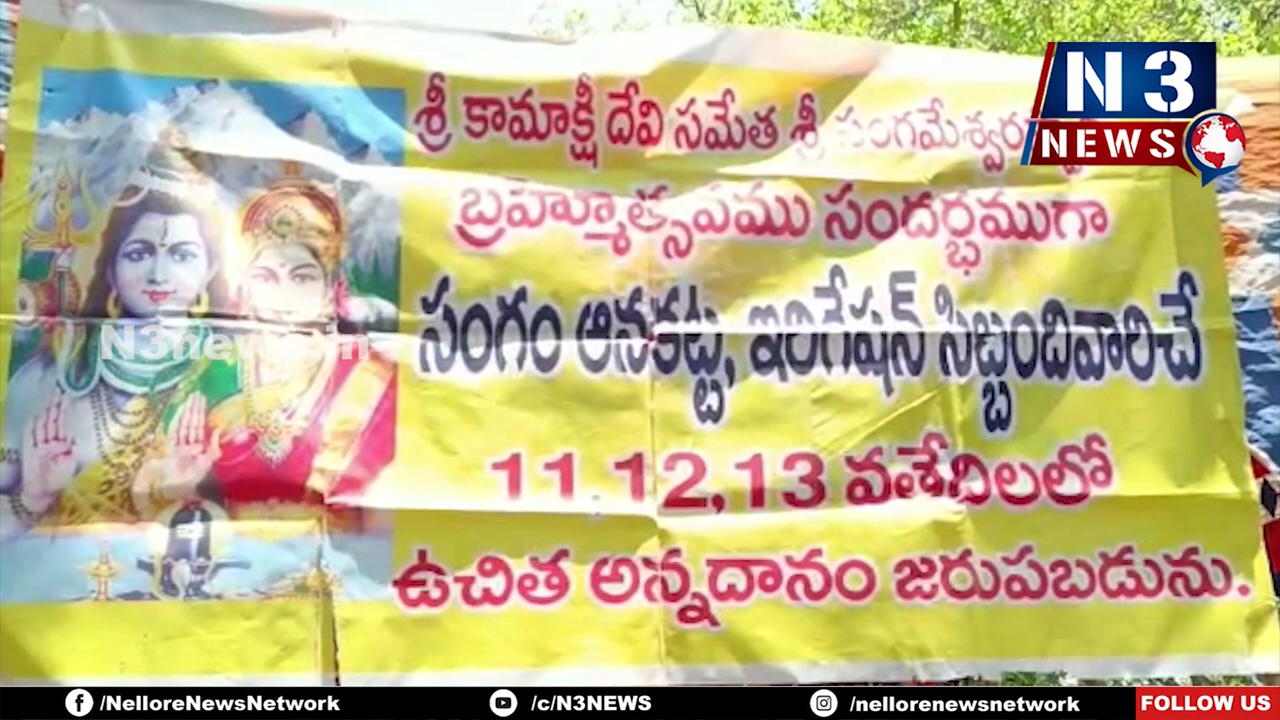 N3
NEWS
శ్రీ కామాక్షీ దేవి సమేత శ్రీ సంగమేశ్వర
బ్రహ్మోత్సవము సందర్భముగా
సంగం ఆనకట్ట, ఇరిగేషన్ సిబ్బందివారిచే
11,12,13 వతేదిలలో
ఉచిత అన్నదానం జరుపబడును.
/NelloreNewsNetwork
/c/N3NEWS
/nellorenewsnetwork
FOLLOW US